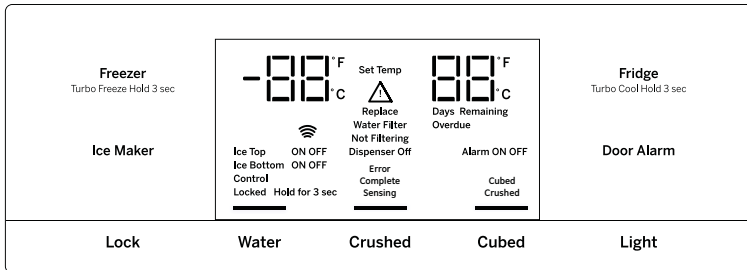 -88°F
°C
Set Temp
88°F
°C
Freezer
Turbo Freeze Hold 3 sec
Fridge
Turbo Cool Hold 3 sec
Replace
Water Filter
Not Filtering
Dispenser Off
Days Remaining
Overdue
Ice Maker
Ice Top ON OFF
Ice Bottom ON OFF
Control
Locked Hold for 3 sec
Error
Complete
Sensing
Alarm ON OFF
Cubed
Crushed
Door Alarm
Lock Water Crushed Cubed Light